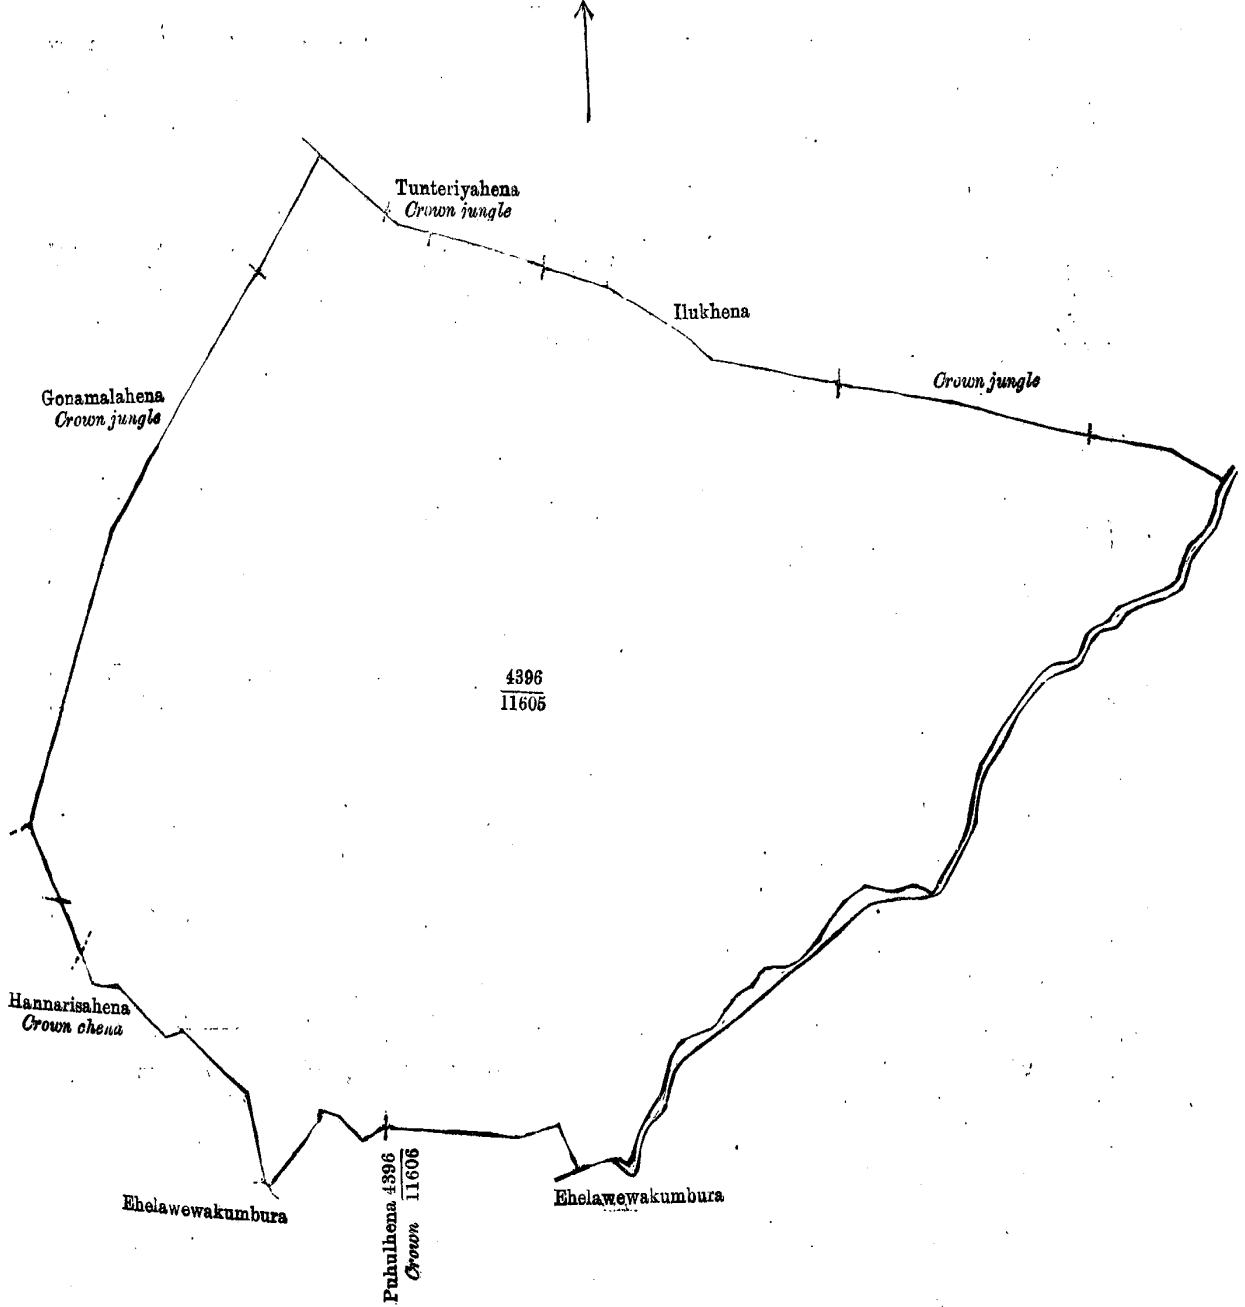 Tunteriyahena
Crown jungle
Ilukhena
Crown jungle
Gonamalahena
Crown jungle
4396
11605
Hannarisahena
Crown chena
Ehelawewakumbura
Puhulhena 4396
Crown 11606
Ehelawewakumbura